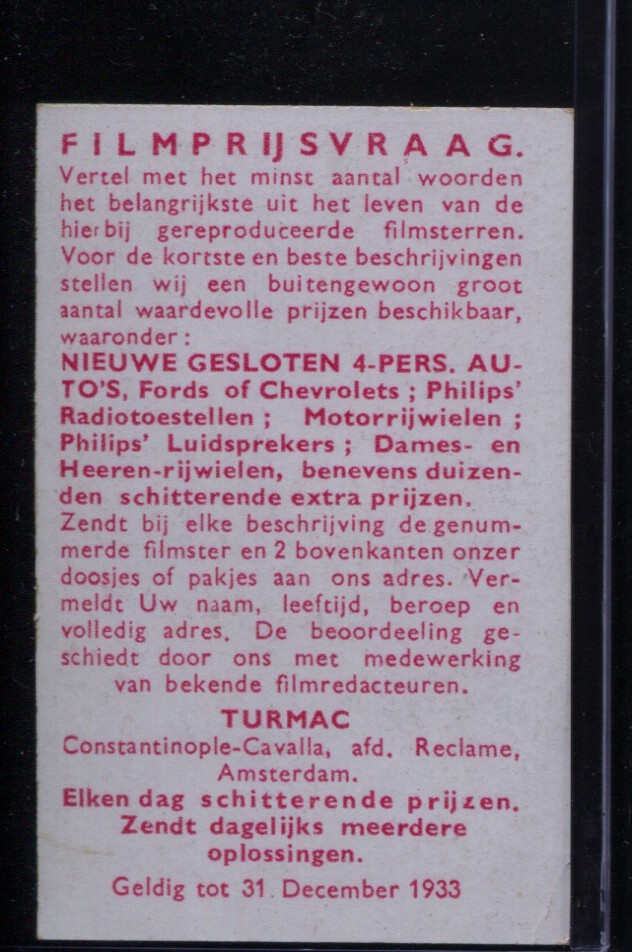 FILMPRIJSVRAAG.
Vertel met het minst aantal woorden
het belangrijkste uit het leven van de
hierbij gereproduceerde filmsterren.
Voor de kortste en beste beschrijvingen
stellen wij een buitengewoon groot
aantal waardevolle prijzen beschikbaar,
waaronder:
NIEUWE GESLOTEN 4-PERS. AU-
TO'S, Fords of Chevrolets; Philips'
Radiotoestellen; Motorrijwielen;
Philips' Luidsprekers; Dames- en
Heeren-rijwielen, benevens duizen-
den schitterende extra prijzen.
Zendt bij elke beschrijving de genum-
merde filmster en 2 bovenkanten onzer
doosjes of pakjes aan ons adres. Ver-
meldt Uw naam, leeftijd, beroep en
volledig adres. De beoordeeling ge-
schiedt door ons met medewerking
van bekende filmredacteuren.
TURMAC
Constantinople-Cavalla, afd. Reclame,
Amsterdam.
Elken dag schitterende prijzen.
Zendt dagelijks meerdere
oplossingen.
Geldig tot 31. December 1933